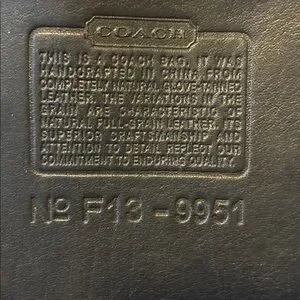 COACH
THIS IS A COACH BAG. IT WAS
HANDCRAFTED IN CHINA FROM
COMPLETELY NATURAL GLOVE-TANNED
LEATHER. THE VARIATIONS IN THE
GRAIN ARE CHARACTERISTIC OF
NATURAL FULL-GRAIN LEATHER. ITS
SUPERIOR CRAFTSMANSHIP AND
ATTENTION TO DETAIL REFLECT OUR
COMMITMENT TO ENDURING QUALITY.
Nº F13-9951